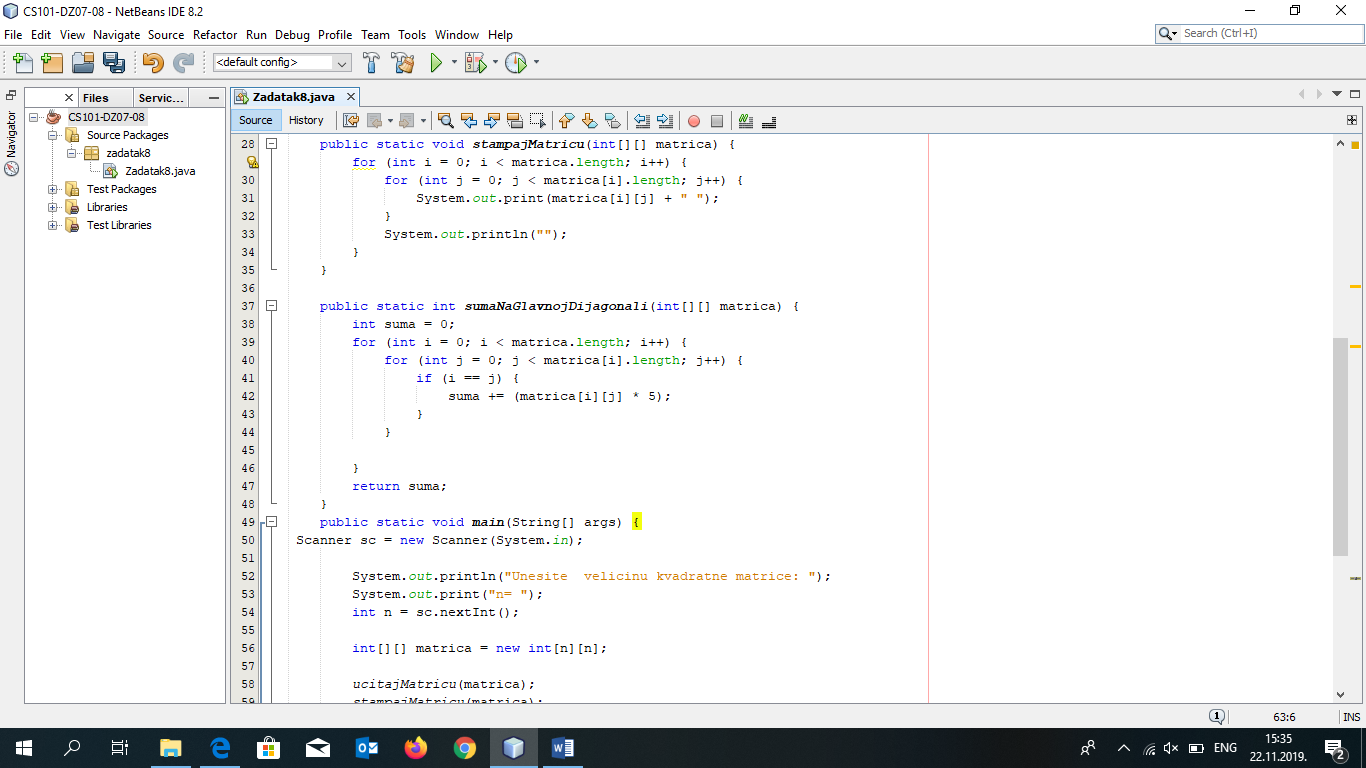 CS101-DZ07-08 - NetBeans IDE 8.2
File Edit View Navigate Source Refactor Run Debug Profile Team Tools Window Help
Search (Ctrl+I)
<default config>
Files Servic...
Zadatak8.java
Navigator
CS101-DZ07-08
Source Packages
zadatak8
Zadatak8.java
Test Packages
Libraries
Test Libraries
Source History
28 public static void stampajMatricu(int[][] matrica) {
for (int i = 0; i < matrica.length; i++) {
30 for (int j = 0; j < matrica[i].length; j++) {
31 System.out.print(matrica[i][j] + " ");
32 }
33 System.out.println("");
34 }
35 }
36
37 public static int sumaNaGlavnojDijagonali(int[][] matrica) {
38 int suma = 0;
39 for (int i = 0; i < matrica.length; i++) {
40 for (int j = 0; j < matrica[i].length; j++) {
41 if (i == j) {
42 suma += (matrica[i][j] * 5);
43 }
44 }
45
46 }
47 return suma;
48 }
49 public static void main(String[] args) {
50 Scanner sc = new Scanner(System.in);
51
52 System.out.println("Unesite  velicinu kvadratne matrice: ");
53 System.out.print("n= ");
54 int n = sc.nextInt();
55
56 int[][] matrica = new int[n][n];
57
58 ucitajMatricu(matrica);
59 stampajMatricu(matrica);
1
63:6 INS
ENG
15:35
22.11.2019.
2